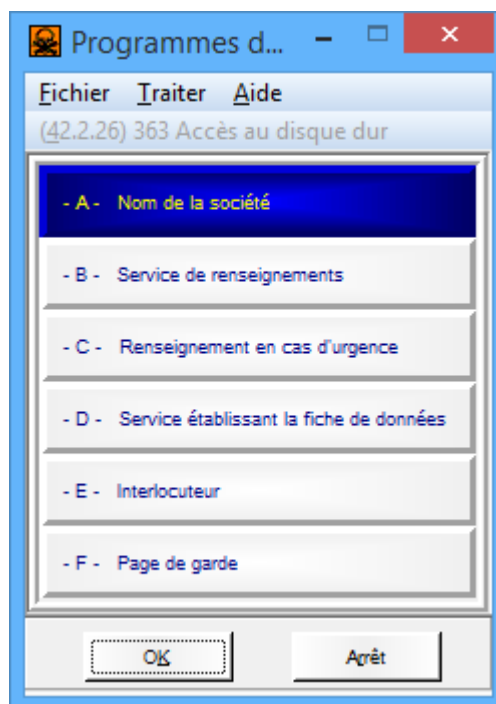 Programmes d...
Fichier Traiter Aide
(42.2.26) 363 Accès au disque dur
- A - Nom de la société
- B - Service de renseignements
- C - Renseignement en cas d'urgence
- D - Service établissant la fiche de données
- E - Interlocuteur
- F - Page de garde
OK Arrêt